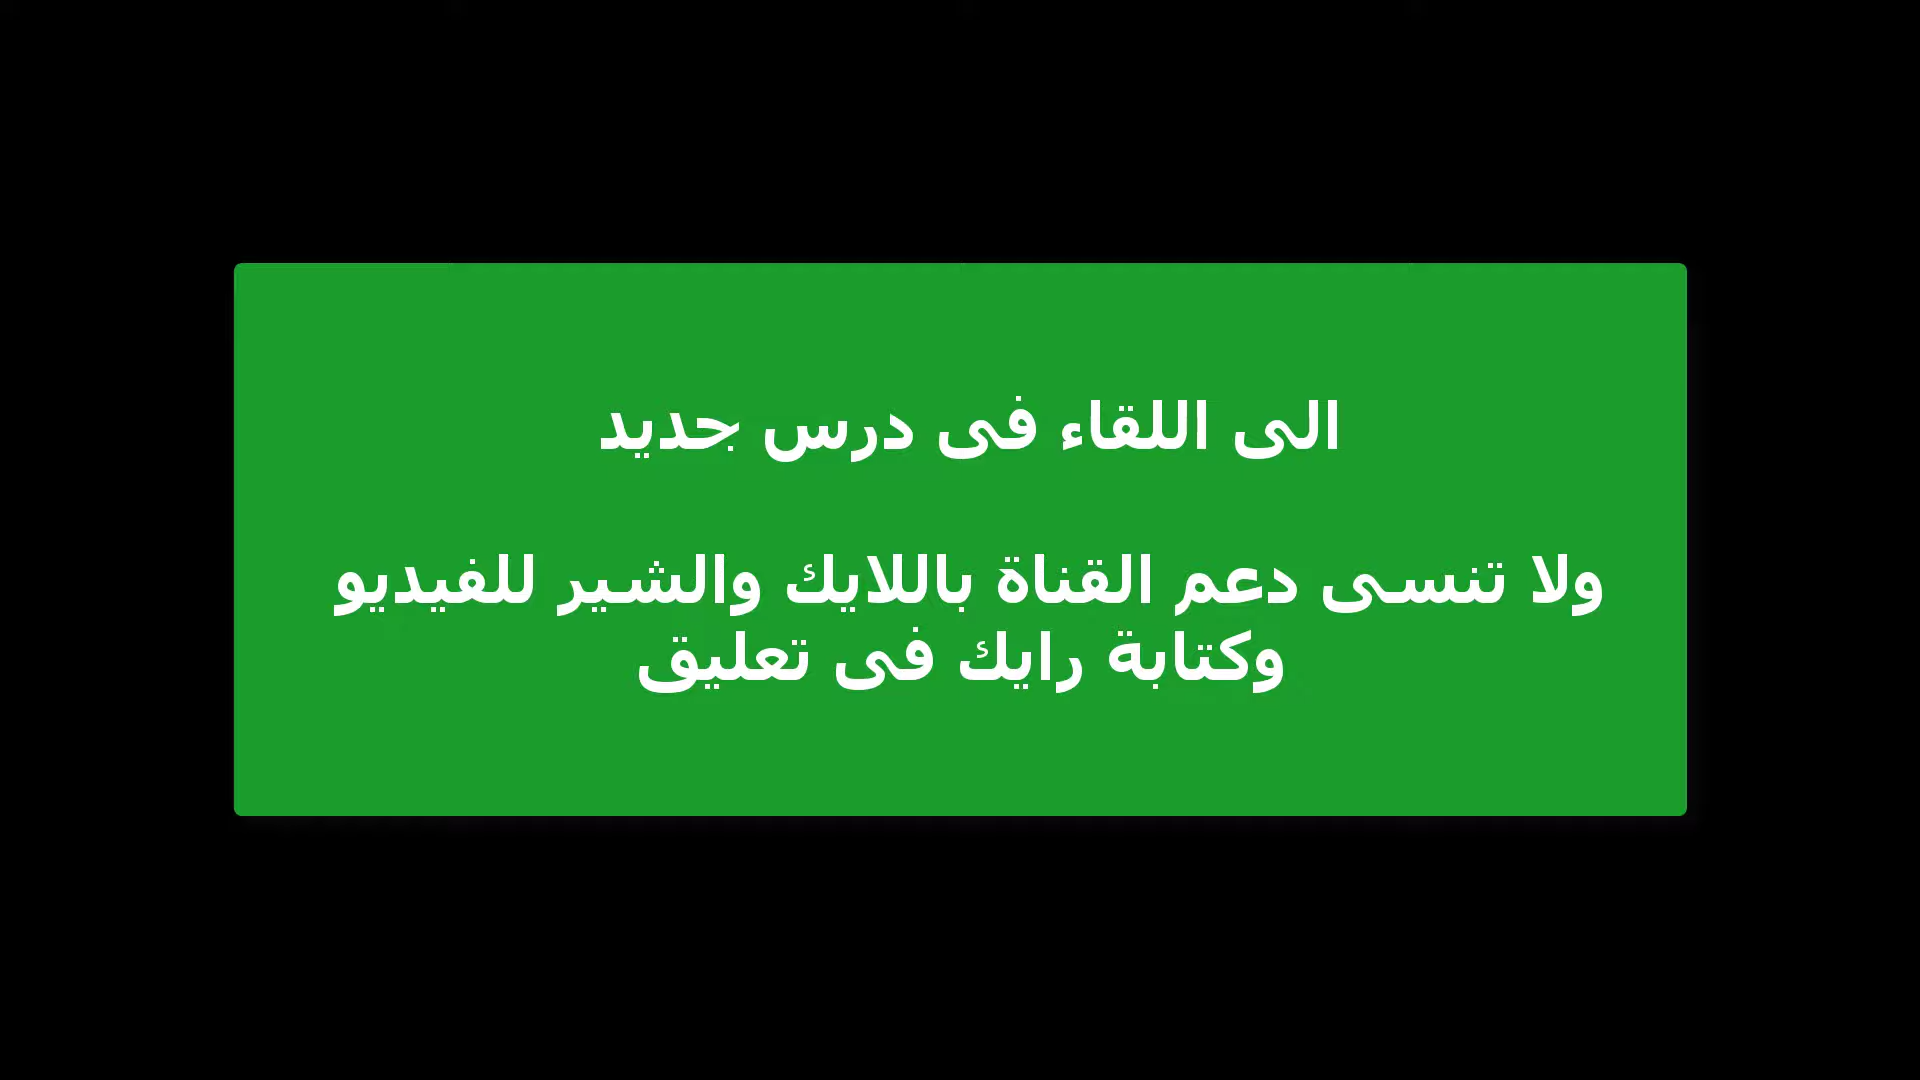 الى اللقاء فى درس جديد
ولا تنسى دعم القناة باللايك والشير للفيديو
وكتابة رايك فى تعليق